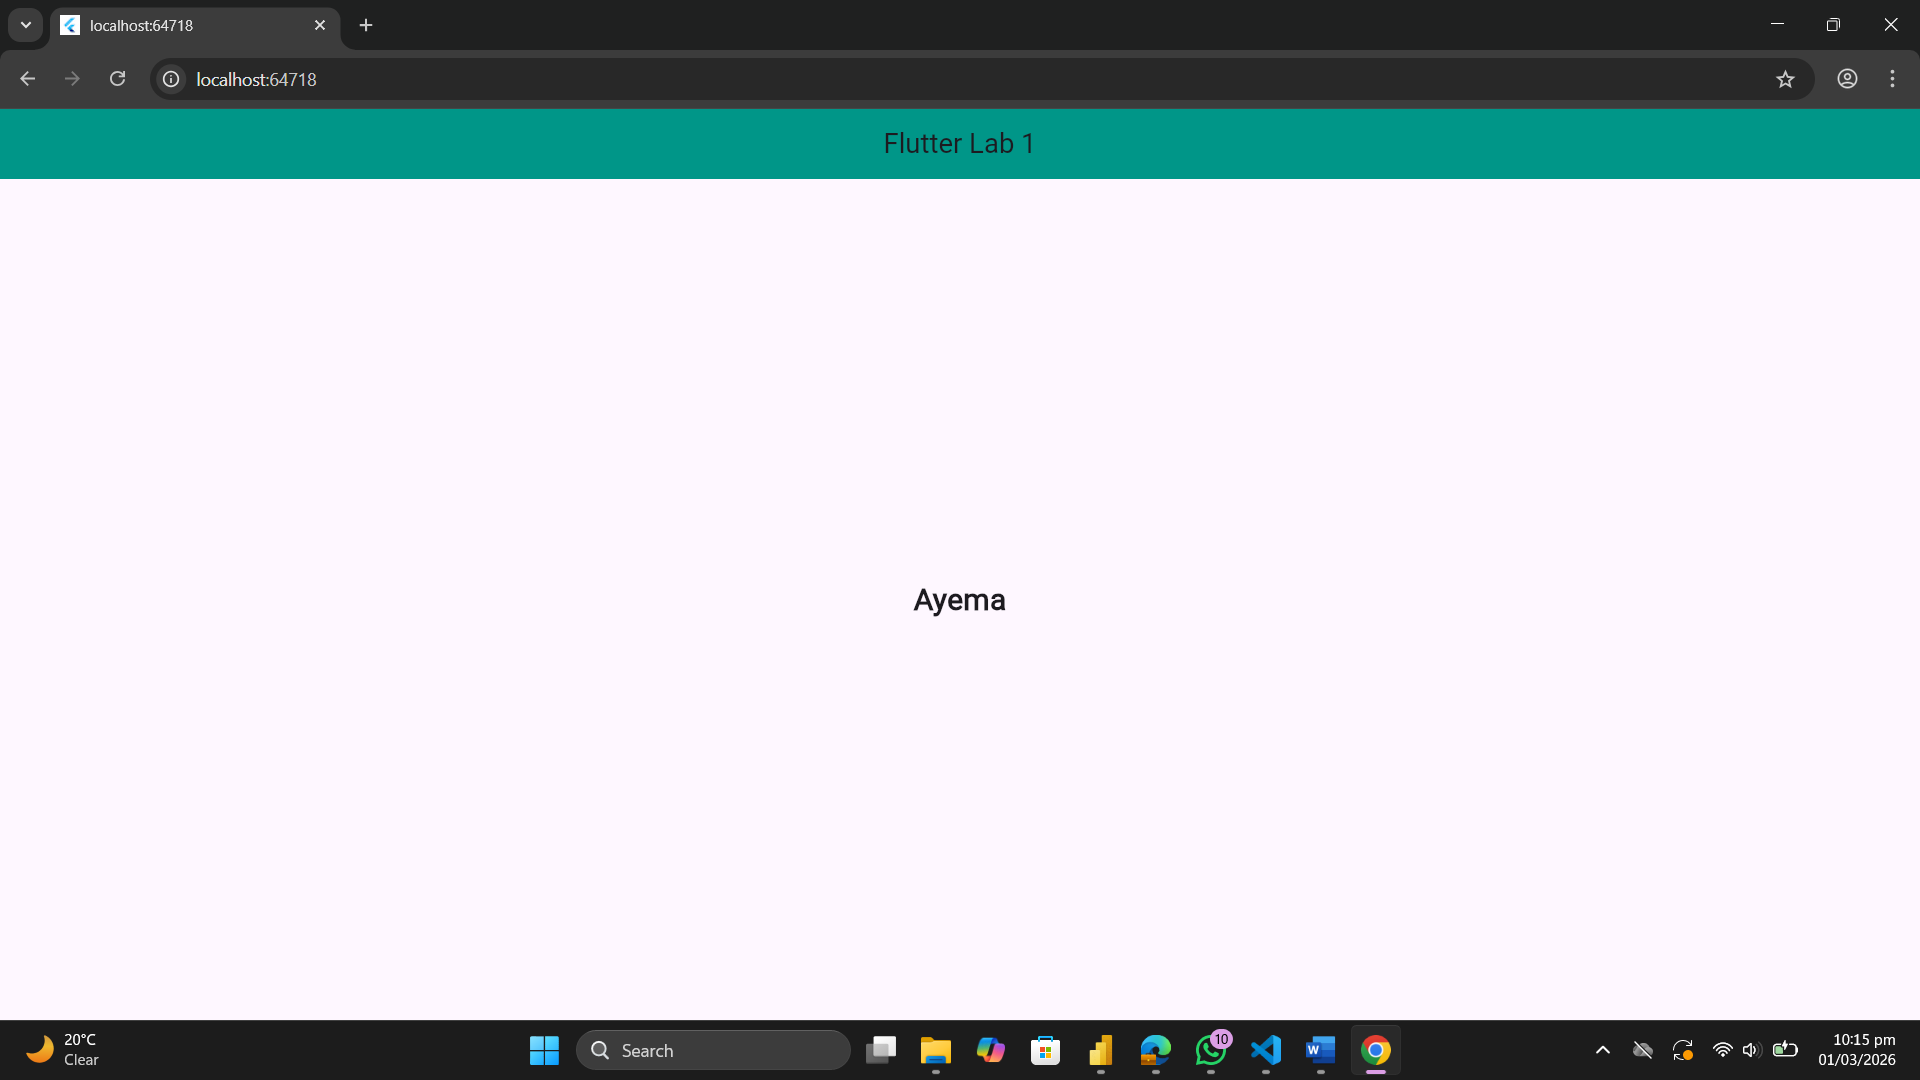 localhost:64718
localhost:64718
Flutter Lab 1
Ayema
20°C
Clear
Search
10
10:15 pm
01/03/2026